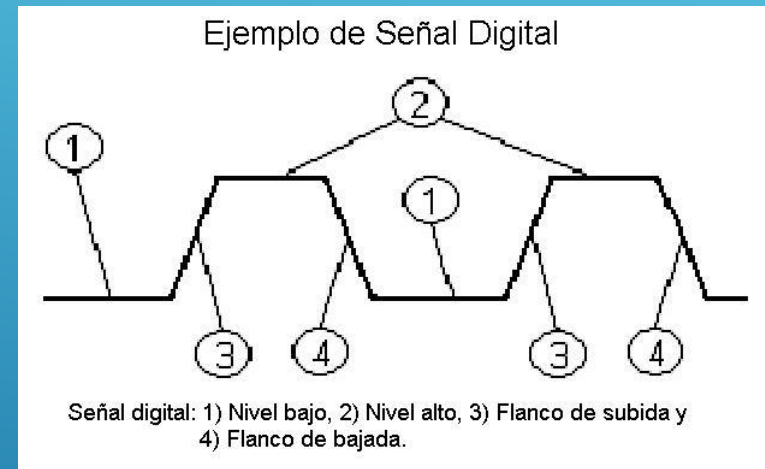 Ejemplo de Señal Digital
2
1
1
3 4 3 4
Señal digital: 1) Nivel bajo, 2) Nivel alto, 3) Flanco de subida y
4) Flanco de bajada.